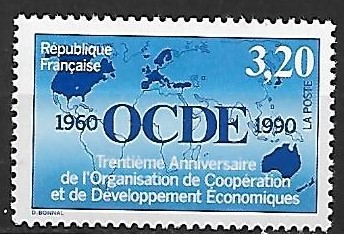 République
Française
3,20
LA POSTE
1960 OCDE 1990
Trentième Anniversaire
de l'Organisation de Coopération
et de Développement Économiques
D. BONNAL